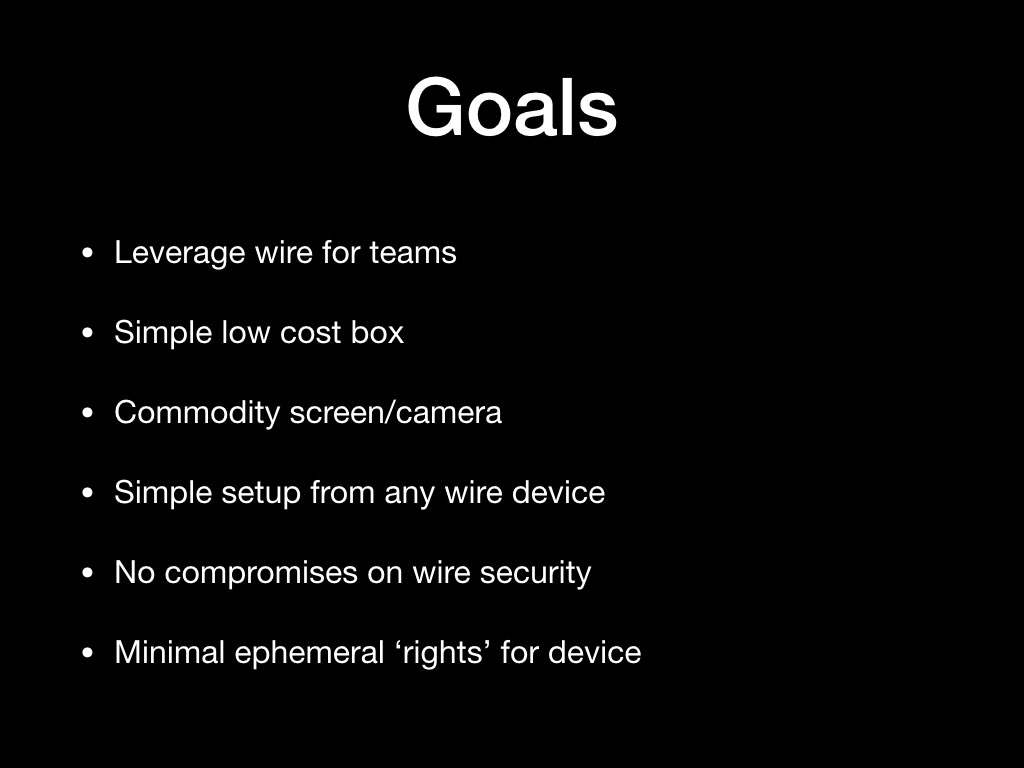 Goals
• Leverage wire for teams
• Simple low cost box
• Commodity screen/camera
• Simple setup from any wire device
• No compromises on wire security
• Minimal ephemeral ‘rights’ for device